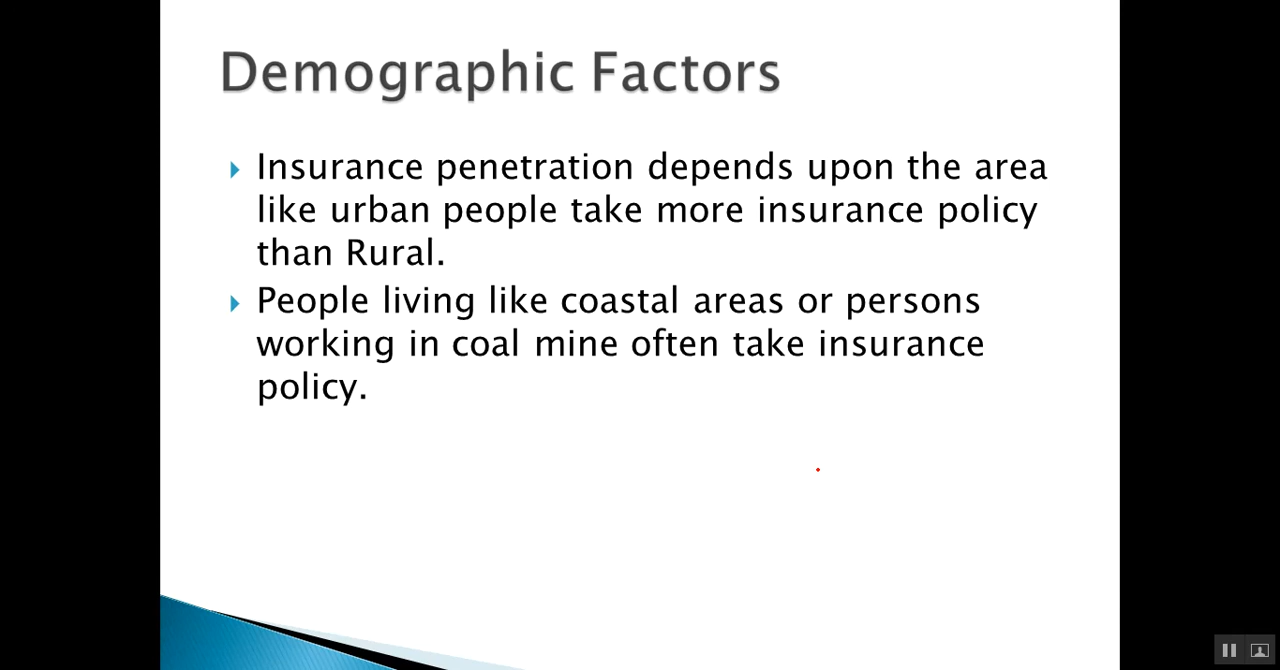 Demographic Factors
Insurance penetration depends upon the area
like urban people take more insurance policy
than Rural.
People living like coastal areas or persons
working in coal mine often take insurance
policy.